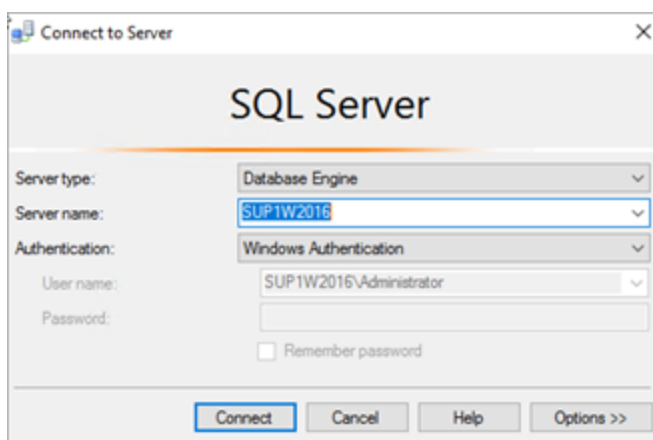 Connect to Server
SQL Server
Server type: Database Engine
Server name: SUP1W2016
Authentication: Windows Authentication
User name: SUP1W2016\Administrator
Password:
Remember password
Connect Cancel Help Options >>